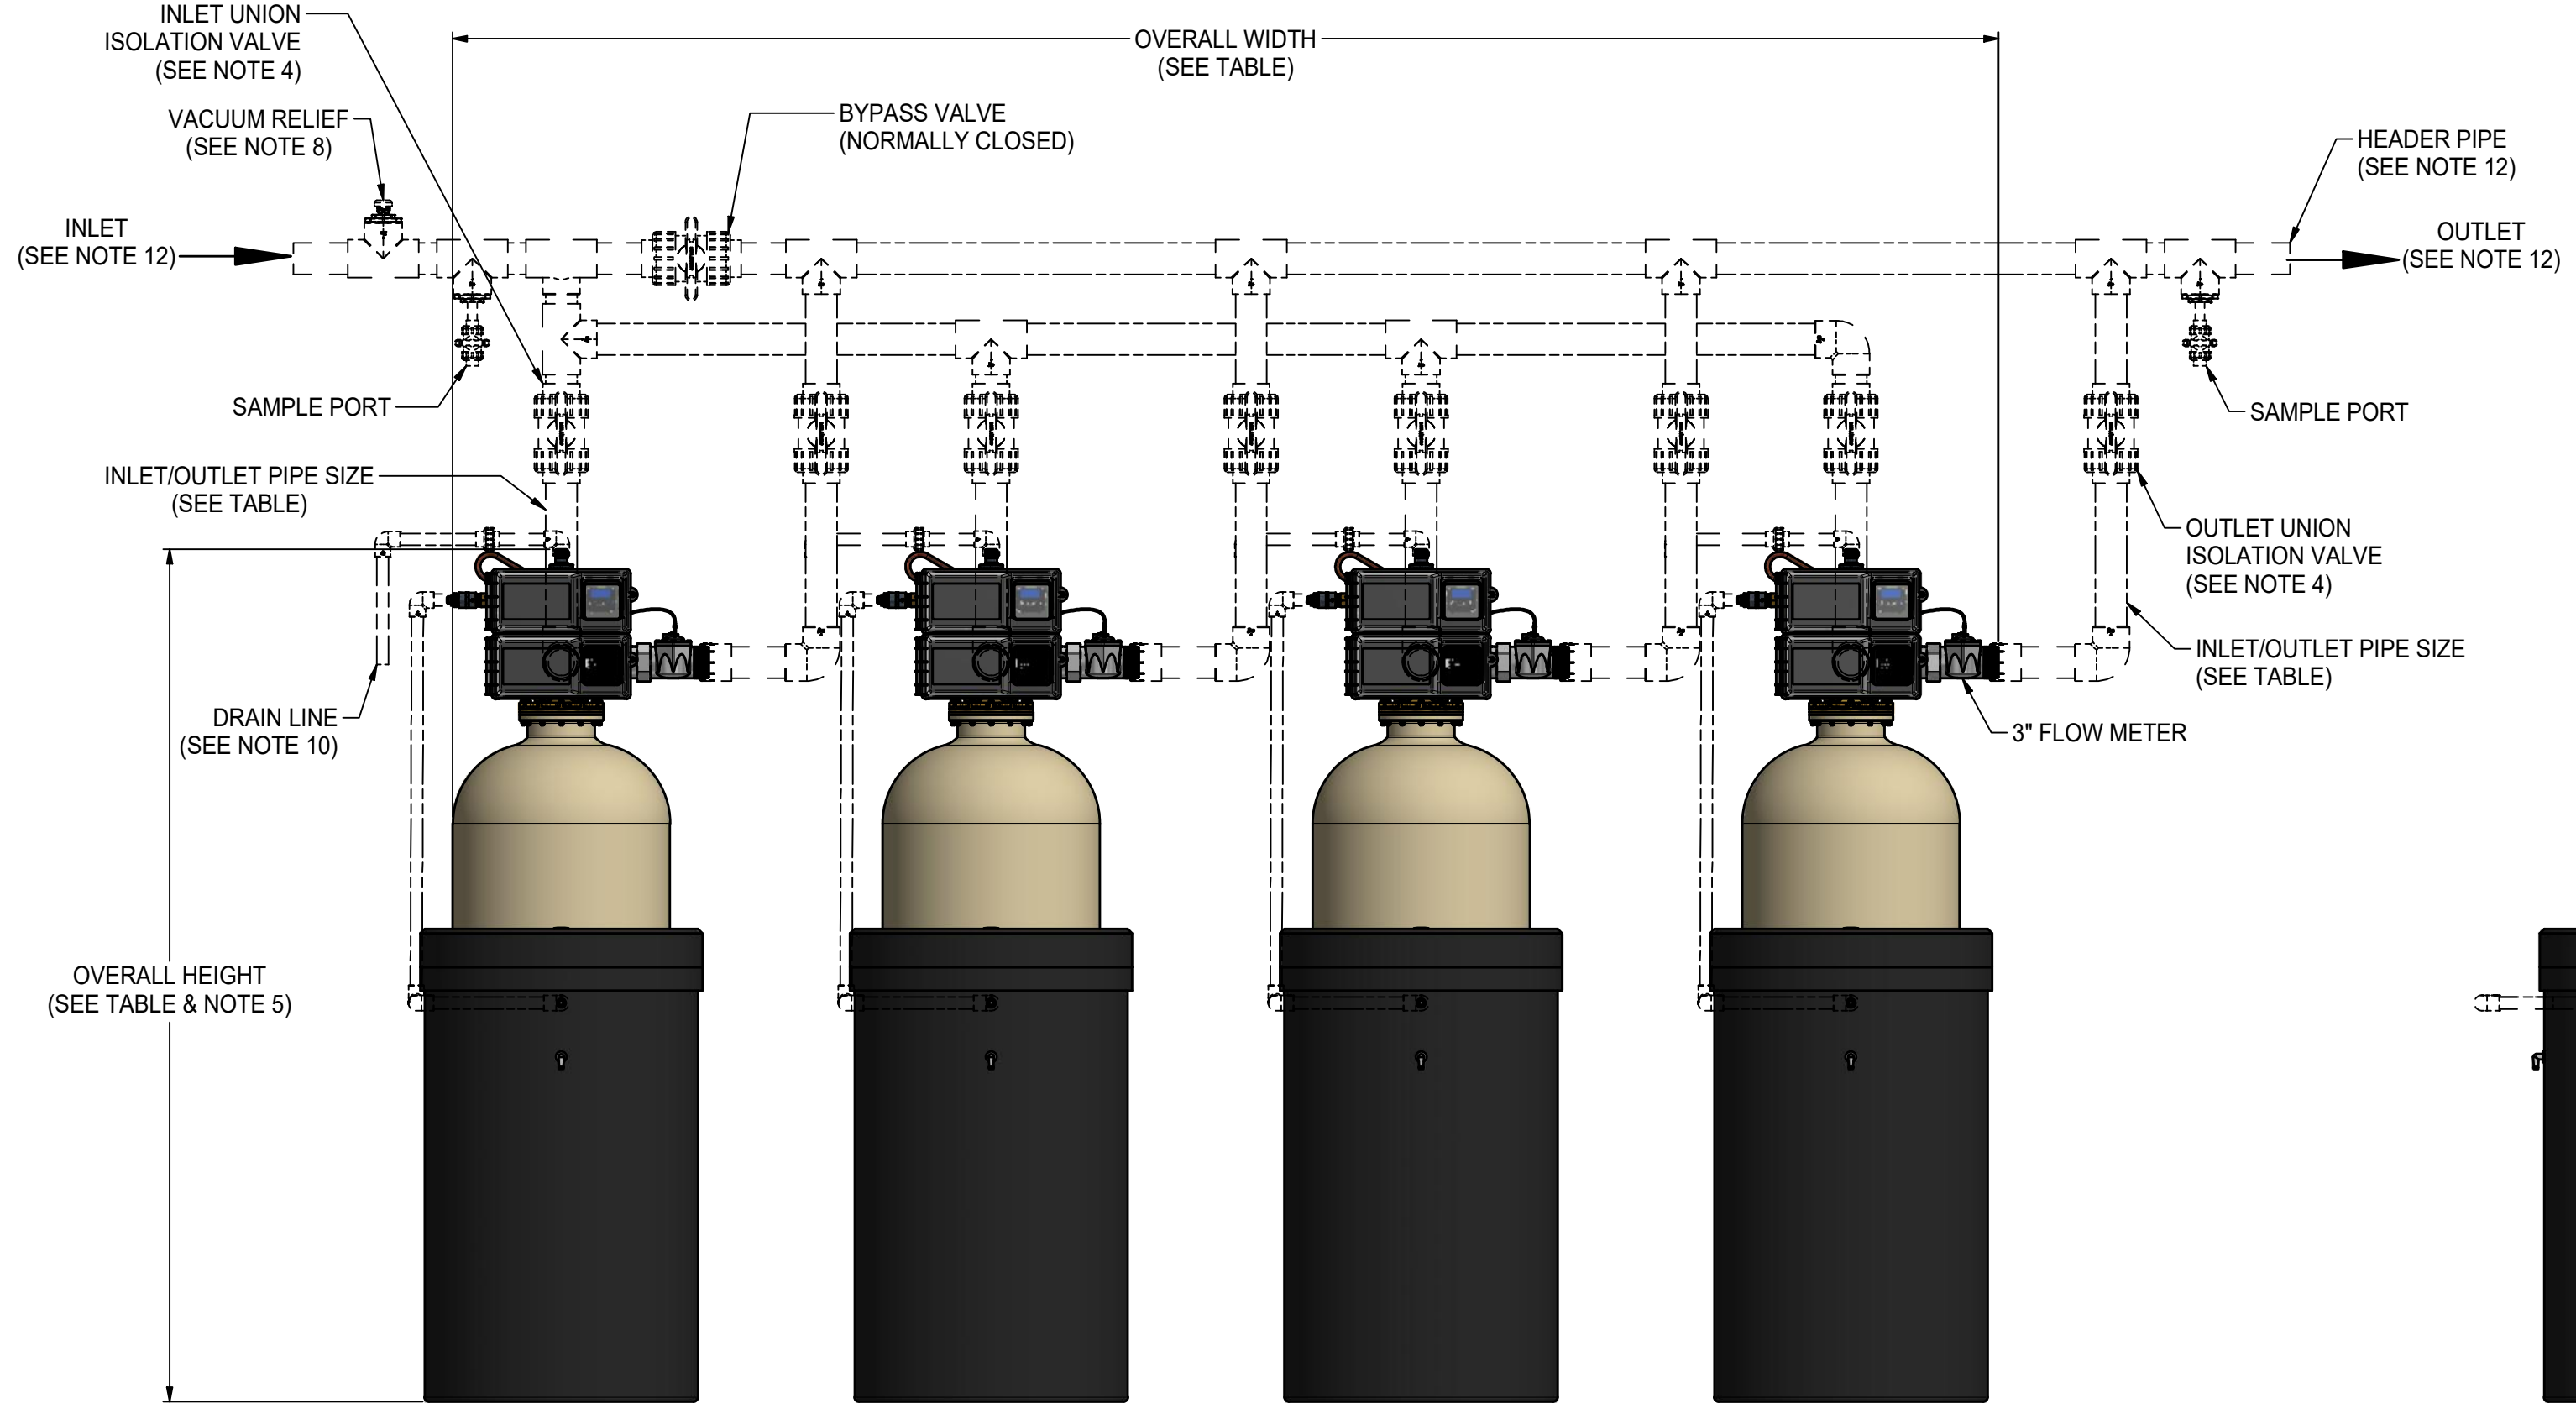 INLET UNION
ISOLATION VALVE
(SEE NOTE 4)
OVERALL WIDTH
(SEE TABLE)
VACUUM RELIEF
(SEE NOTE 8)
BYPASS VALVE
(NORMALLY CLOSED)
HEADER PIPE
(SEE NOTE 12)
INLET
(SEE NOTE 12)
OUTLET
(SEE NOTE 12)
SAMPLE PORT
SAMPLE PORT
INLET/OUTLET PIPE SIZE
(SEE TABLE)
OUTLET UNION
ISOLATION VALVE
(SEE NOTE 4)
INLET/OUTLET PIPE SIZE
(SEE TABLE)
DRAIN LINE
(SEE NOTE 10)
3" FLOW METER
OVERALL HEIGHT
(SEE TABLE & NOTE 5)